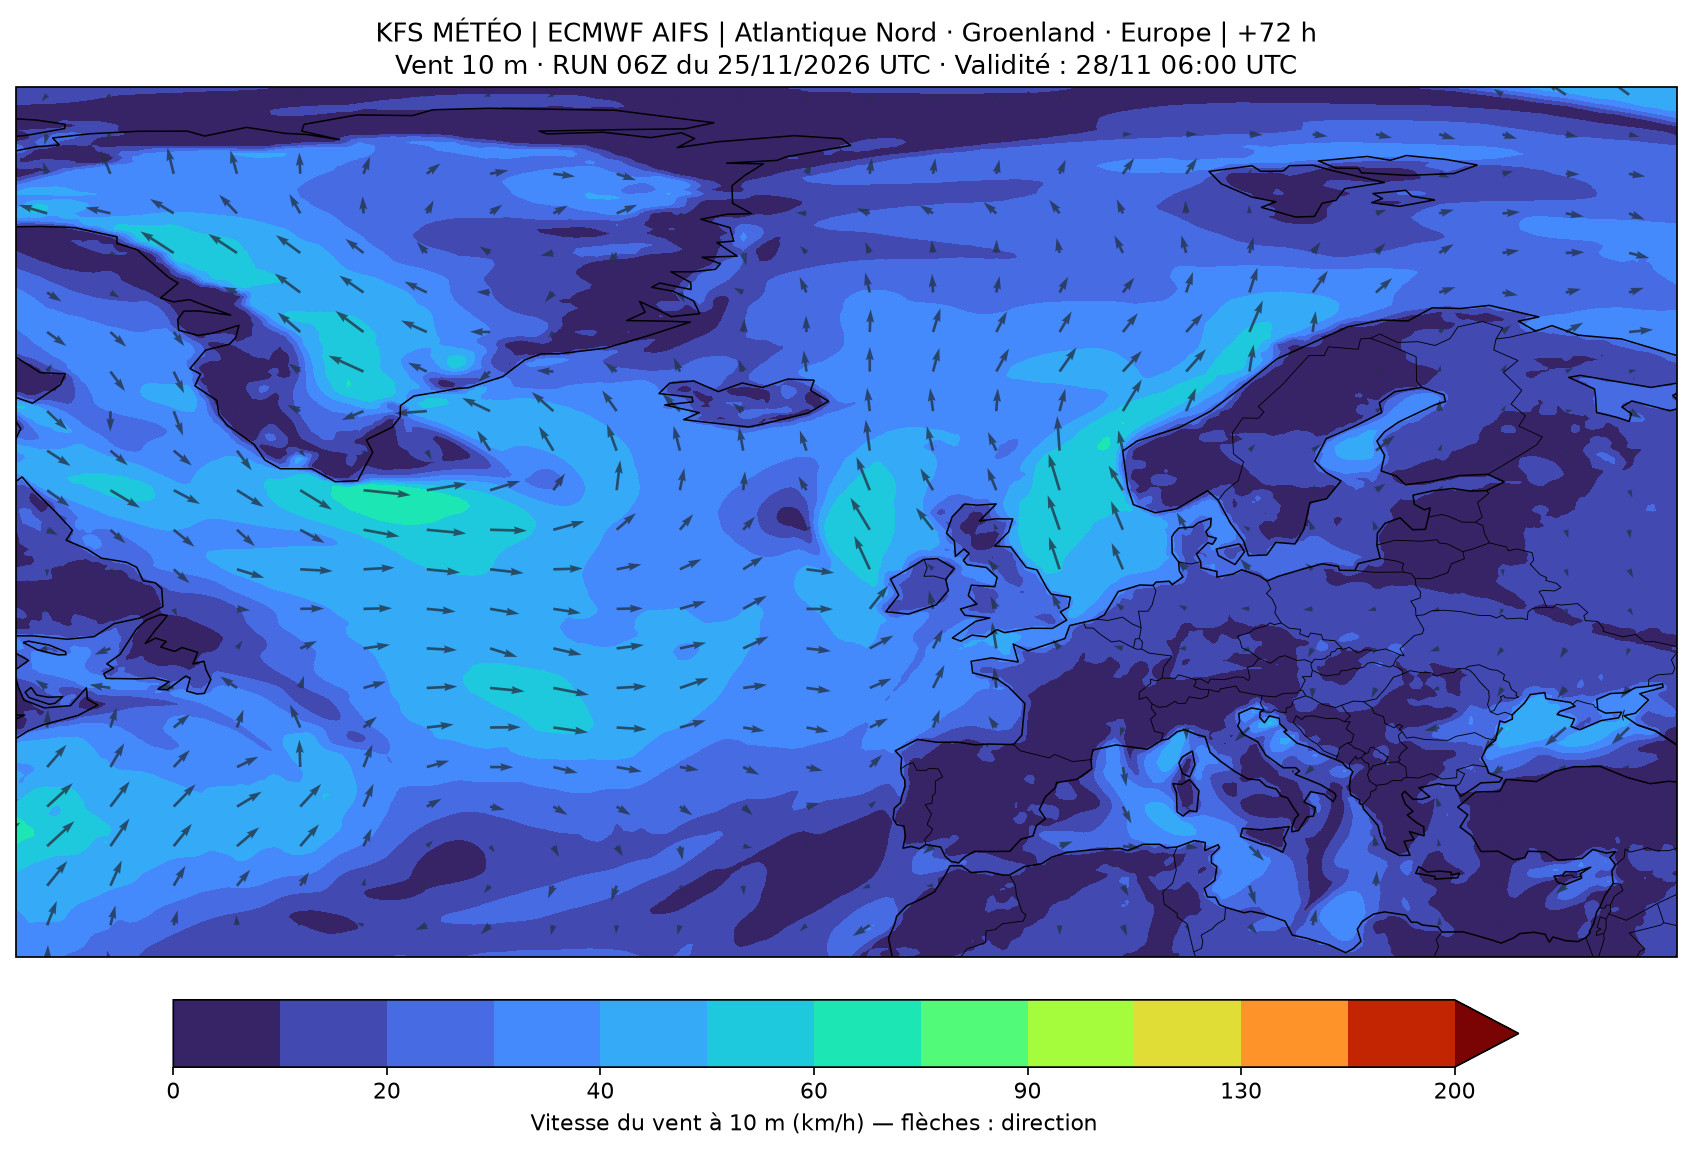 KFS MÉTÉO | ECMWF AIFS | Atlantique Nord · Groenland · Europe | +72 h
Vent 10 m · RUN 06Z du 25/11/2026 UTC · Validité : 28/11 06:00 UTC
0 20 40 60 90 130 200
Vitesse du vent à 10 m (km/h) — flèches : direction